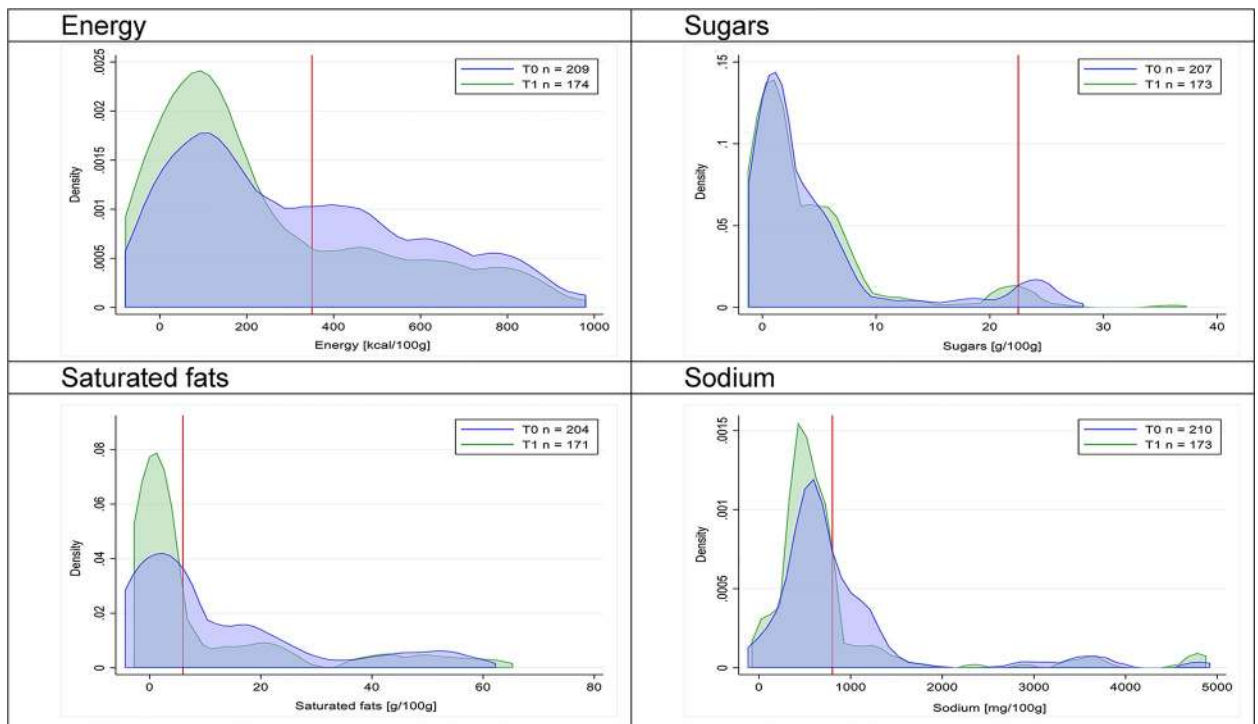 Energy
Sugars
.0025
.002
.0015
.001
.0005
0
Density
T0 n = 209
T1 n = 174
0 200 400 600 800 1000
Energy [kcal/100g]
.15
.1
.05
0
Density
T0 n = 207
T1 n = 173
0 10 20 30 40
Sugars [g/100g]
Saturated fats
Sodium
.08
.06
.04
.02
0
Density
T0 n = 204
T1 n = 171
0 20 40 60 80
Saturated fats [g/100g]
.0015
.001
.0005
0
Density
T0 n = 210
T1 n = 173
0 1000 2000 3000 4000 5000
Sodium [mg/100g]